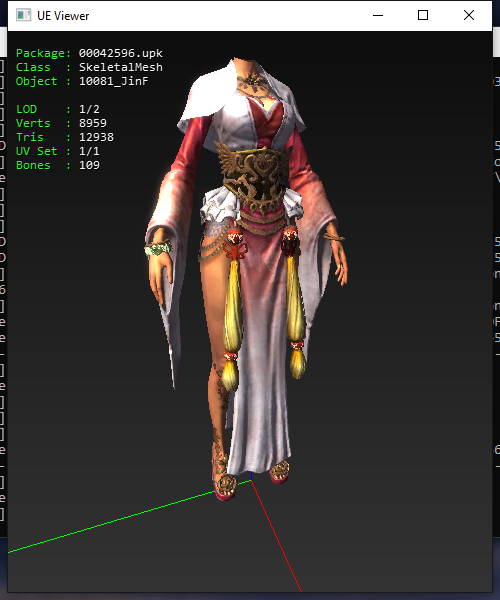 UE Viewer
Package: 00042596.upk
Class : SkeletalMesh
Object : 10081_JinF
LOD : 1/2
Verts : 8959
Tris : 12938
UV Set : 1/1
Bones : 109